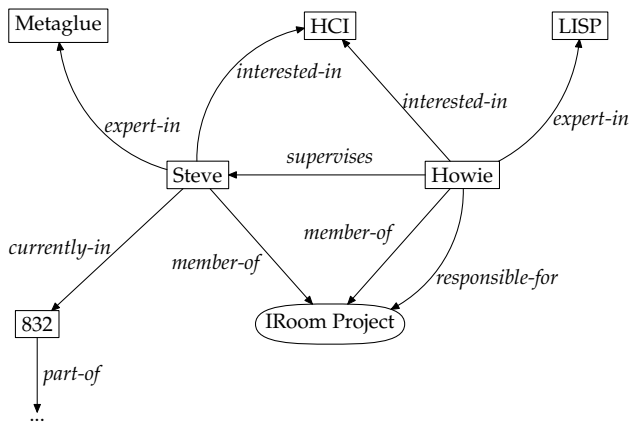 Metaglue
HCI
LISP
interested-in
interested-in
expert-in
expert-in
supervises
Steve
Howie
currently-in
member-of
member-of
responsible-for
832
IRoom Project
part-of
...